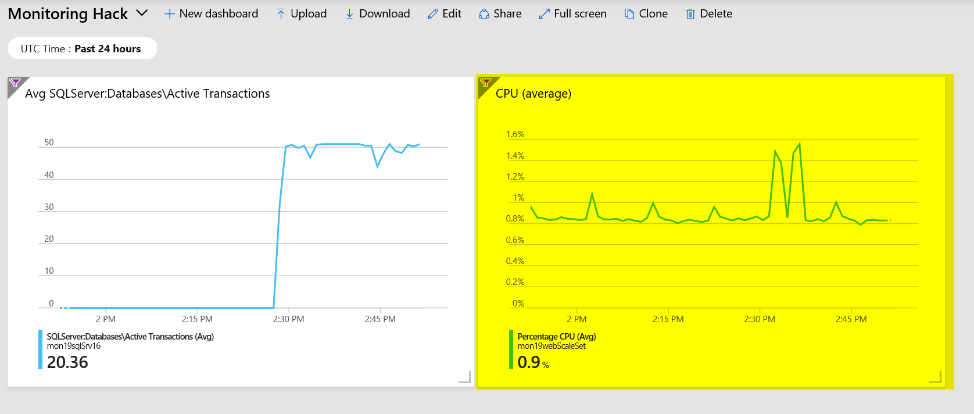 Monitoring Hack
New dashboard
Upload
Download
Edit
Share
Full screen
Clone
Delete
UTC Time : Past 24 hours
Avg SQLServer:Databases\Active Transactions
50
40
30
20
10
0
2 PM
2:15 PM
2:30 PM
2:45 PM
SQLServer:Databases\Active Transactions (Avg)
mon19sqlSrv16
20.36
CPU (average)
1.6%
1.4%
1.2%
1%
0.8%
0.6%
0.4%
0.2%
0%
2 PM
2:15 PM
2:30 PM
2:45 PM
Percentage CPU (Avg)
mon19webScaleSet
0.9 %